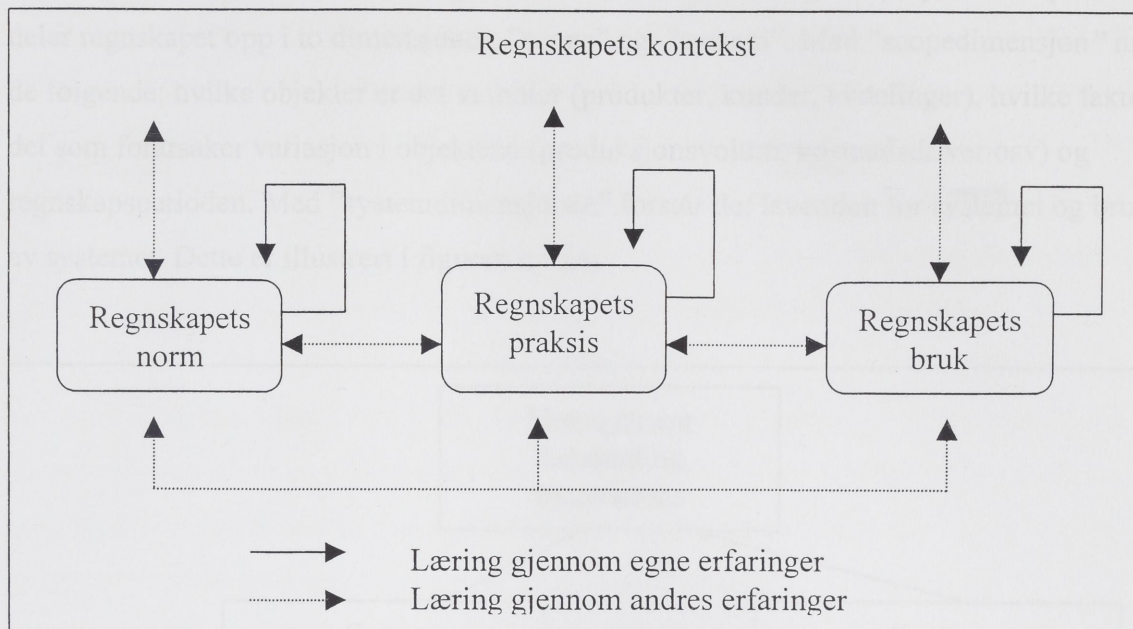 Regnskapets kontekst
Regnskapets
norm
Regnskapets
praksis
Regnskapets
bruk
Læring gjennom egne erfaringer
Læring gjennom andres erfaringer